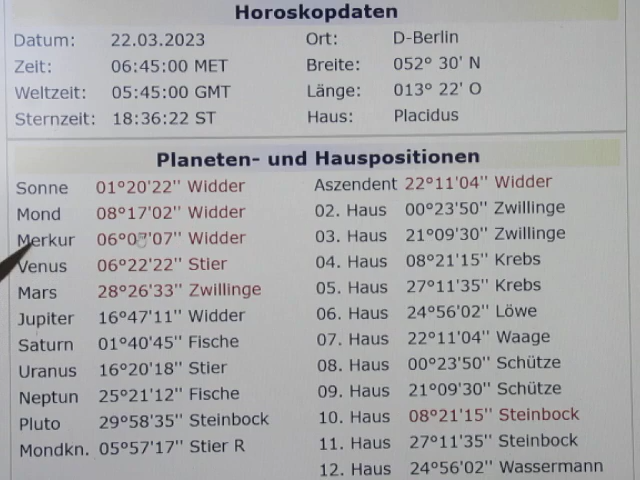 Horoskopdaten
Datum: 22.03.2023 Ort: D-Berlin
Zeit: 06:45:00 MET Breite: 052° 30' N
Weltzeit: 05:45:00 GMT Länge: 013° 22' O
Sternzeit: 18:36:22 ST Haus: Placidus
Planeten- und Hauspositionen
Sonne 01°20'22'' Widder Aszendent 22°11'04'' Widder
Mond 08°17'02'' Widder 02. Haus 00°23'50'' Zwillinge
Merkur Widder 03. Haus 21°09'30'' Zwillinge
Venus 06°22'22'' Stier 04. Haus 08°21'15'' Krebs
Mars 28°26'33'' Zwillinge 05. Haus 27°11'35'' Krebs
Jupiter 16°47'11'' Widder 06. Haus 24°56'02'' Löwe
Saturn 01°40'45'' Fische 07. Haus 22°11'04'' Waage
Uranus 16°20'18'' Stier 08. Haus 00°23'50'' Schütze
Neptun 25°21'12'' Fische 09. Haus 21°09'30'' Schütze
Pluto 29°58'35'' Steinbock 10. Haus 08°21'15'' Steinbock
Mondkn. 05°57'17'' Stier R 11. Haus 27°11'35'' Steinbock
12. Haus 24°56'02'' Wassermann